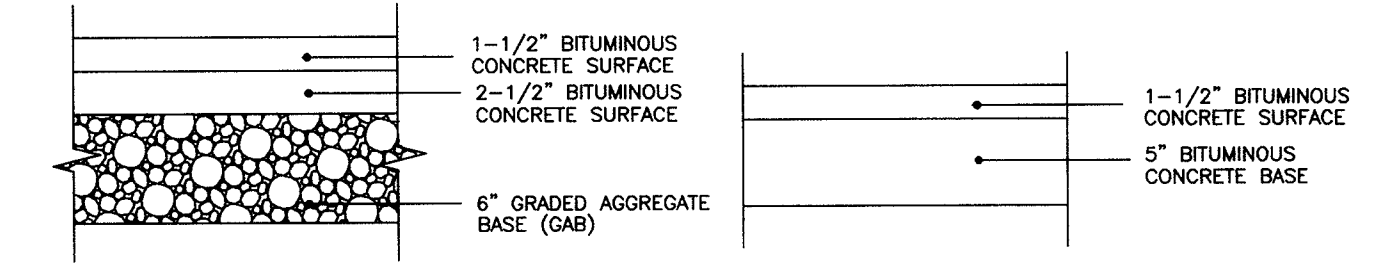 1-1/2" BITUMINOUS
CONCRETE SURFACE
2-1/2" BITUMINOUS
CONCRETE SURFACE
6" GRADED AGGREGATE
BASE (GAB)
1-1/2" BITUMINOUS
CONCRETE SURFACE
5" BITUMINOUS
CONCRETE BASE